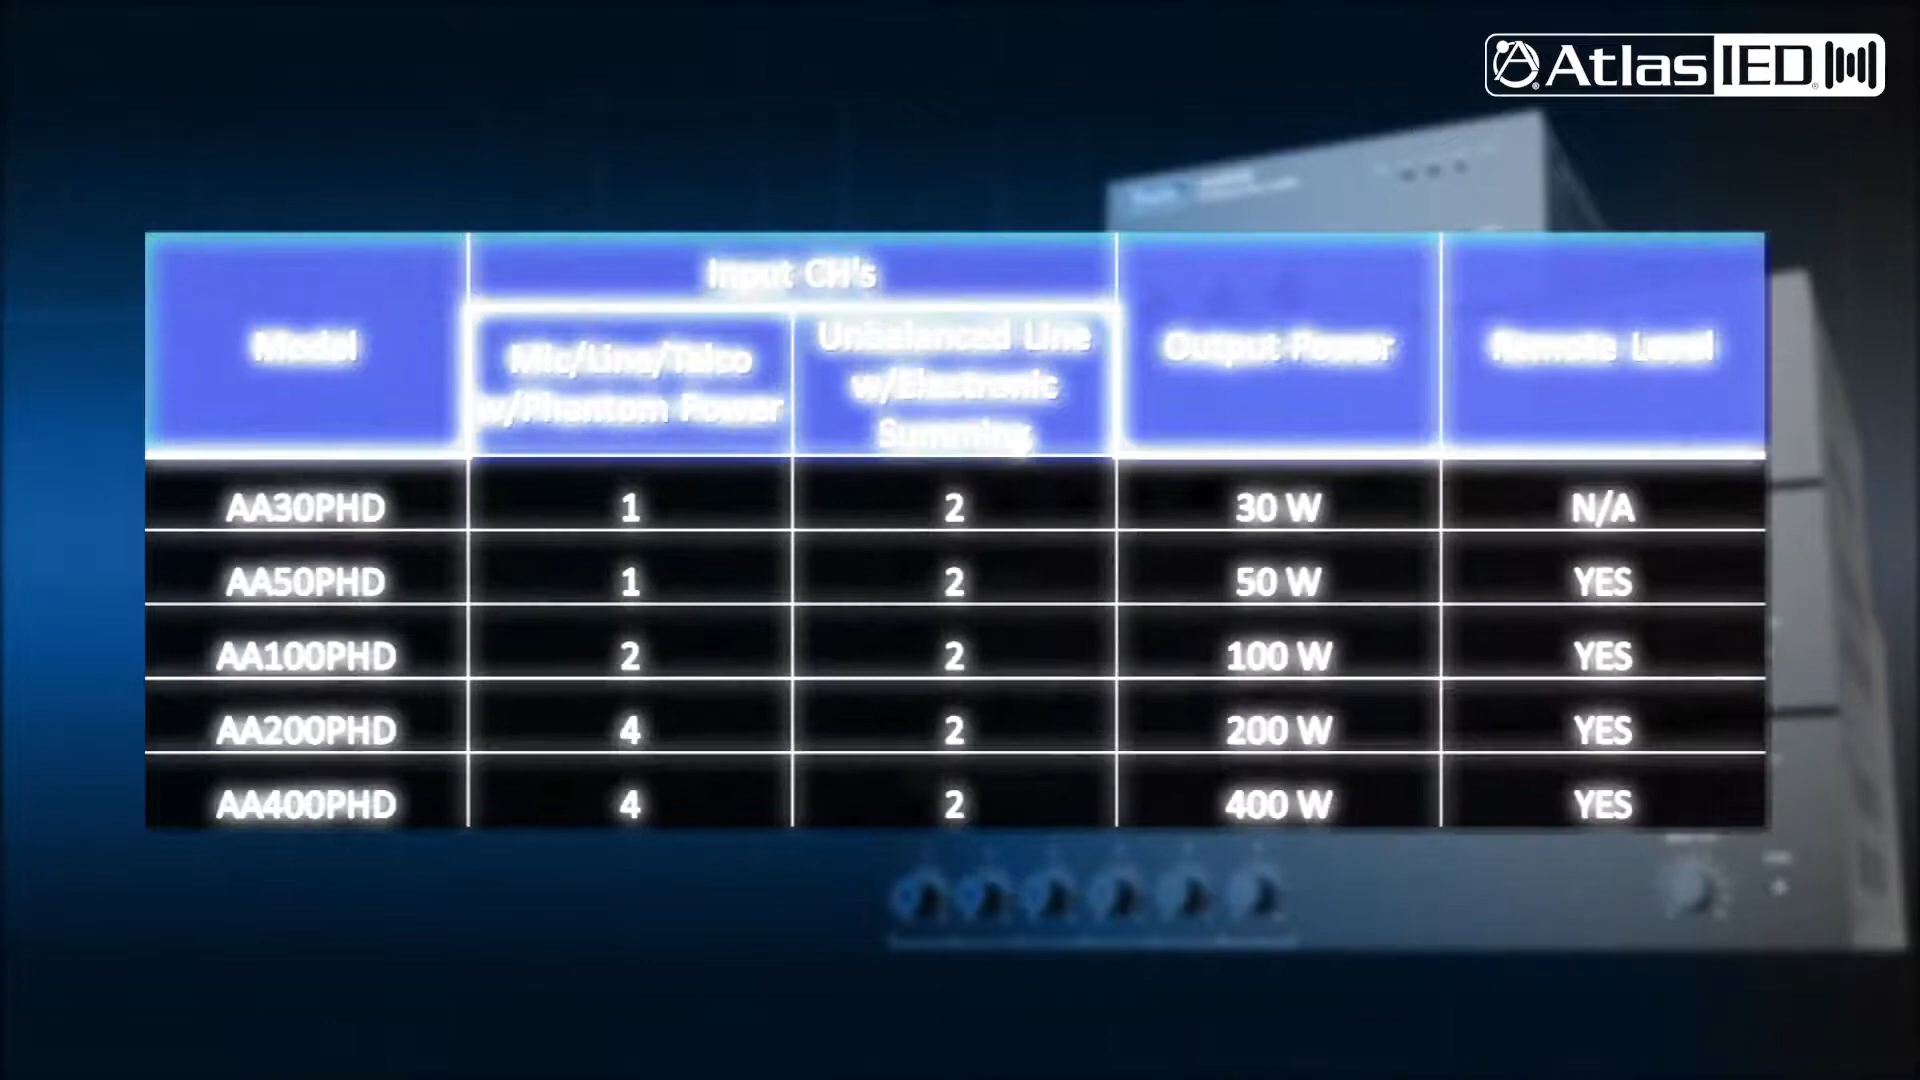 Atlas IED
Input CH's
Model
Mic/Line/Telco
w/Phantom Power
Unbalanced Line
w/Electronic
Summing
Output Power
Remote Level
AA30PHD 1 2 30 W N/A
AA50PHD 1 2 50 W YES
AA100PHD 2 2 100 W YES
AA200PHD 4 2 200 W YES
AA400PHD 4 2 400 W YES